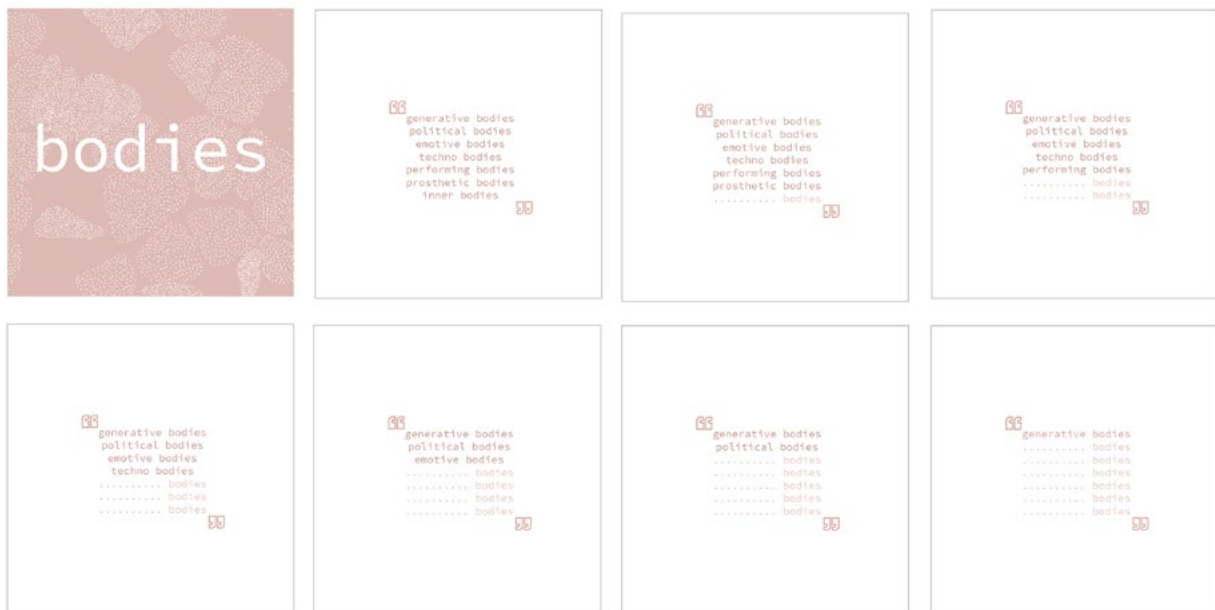 bodies
“
generative bodies
political bodies
emotive bodies
techno bodies
performing bodies
prosthetic bodies
inner bodies
”
“
generative bodies
political bodies
emotive bodies
techno bodies
performing bodies
prosthetic bodies
.......... bodies
”
“
generative bodies
political bodies
emotive bodies
techno bodies
performing bodies
.......... bodies
.......... bodies
”
“
generative bodies
political bodies
emotive bodies
techno bodies
.......... bodies
.......... bodies
.......... bodies
”
“
generative bodies
political bodies
emotive bodies
.......... bodies
.......... bodies
.......... bodies
.......... bodies
”
“
generative bodies
political bodies
.......... bodies
.......... bodies
.......... bodies
.......... bodies
.......... bodies
”
“
generative bodies
.......... bodies
.......... bodies
.......... bodies
.......... bodies
.......... bodies
.......... bodies
”